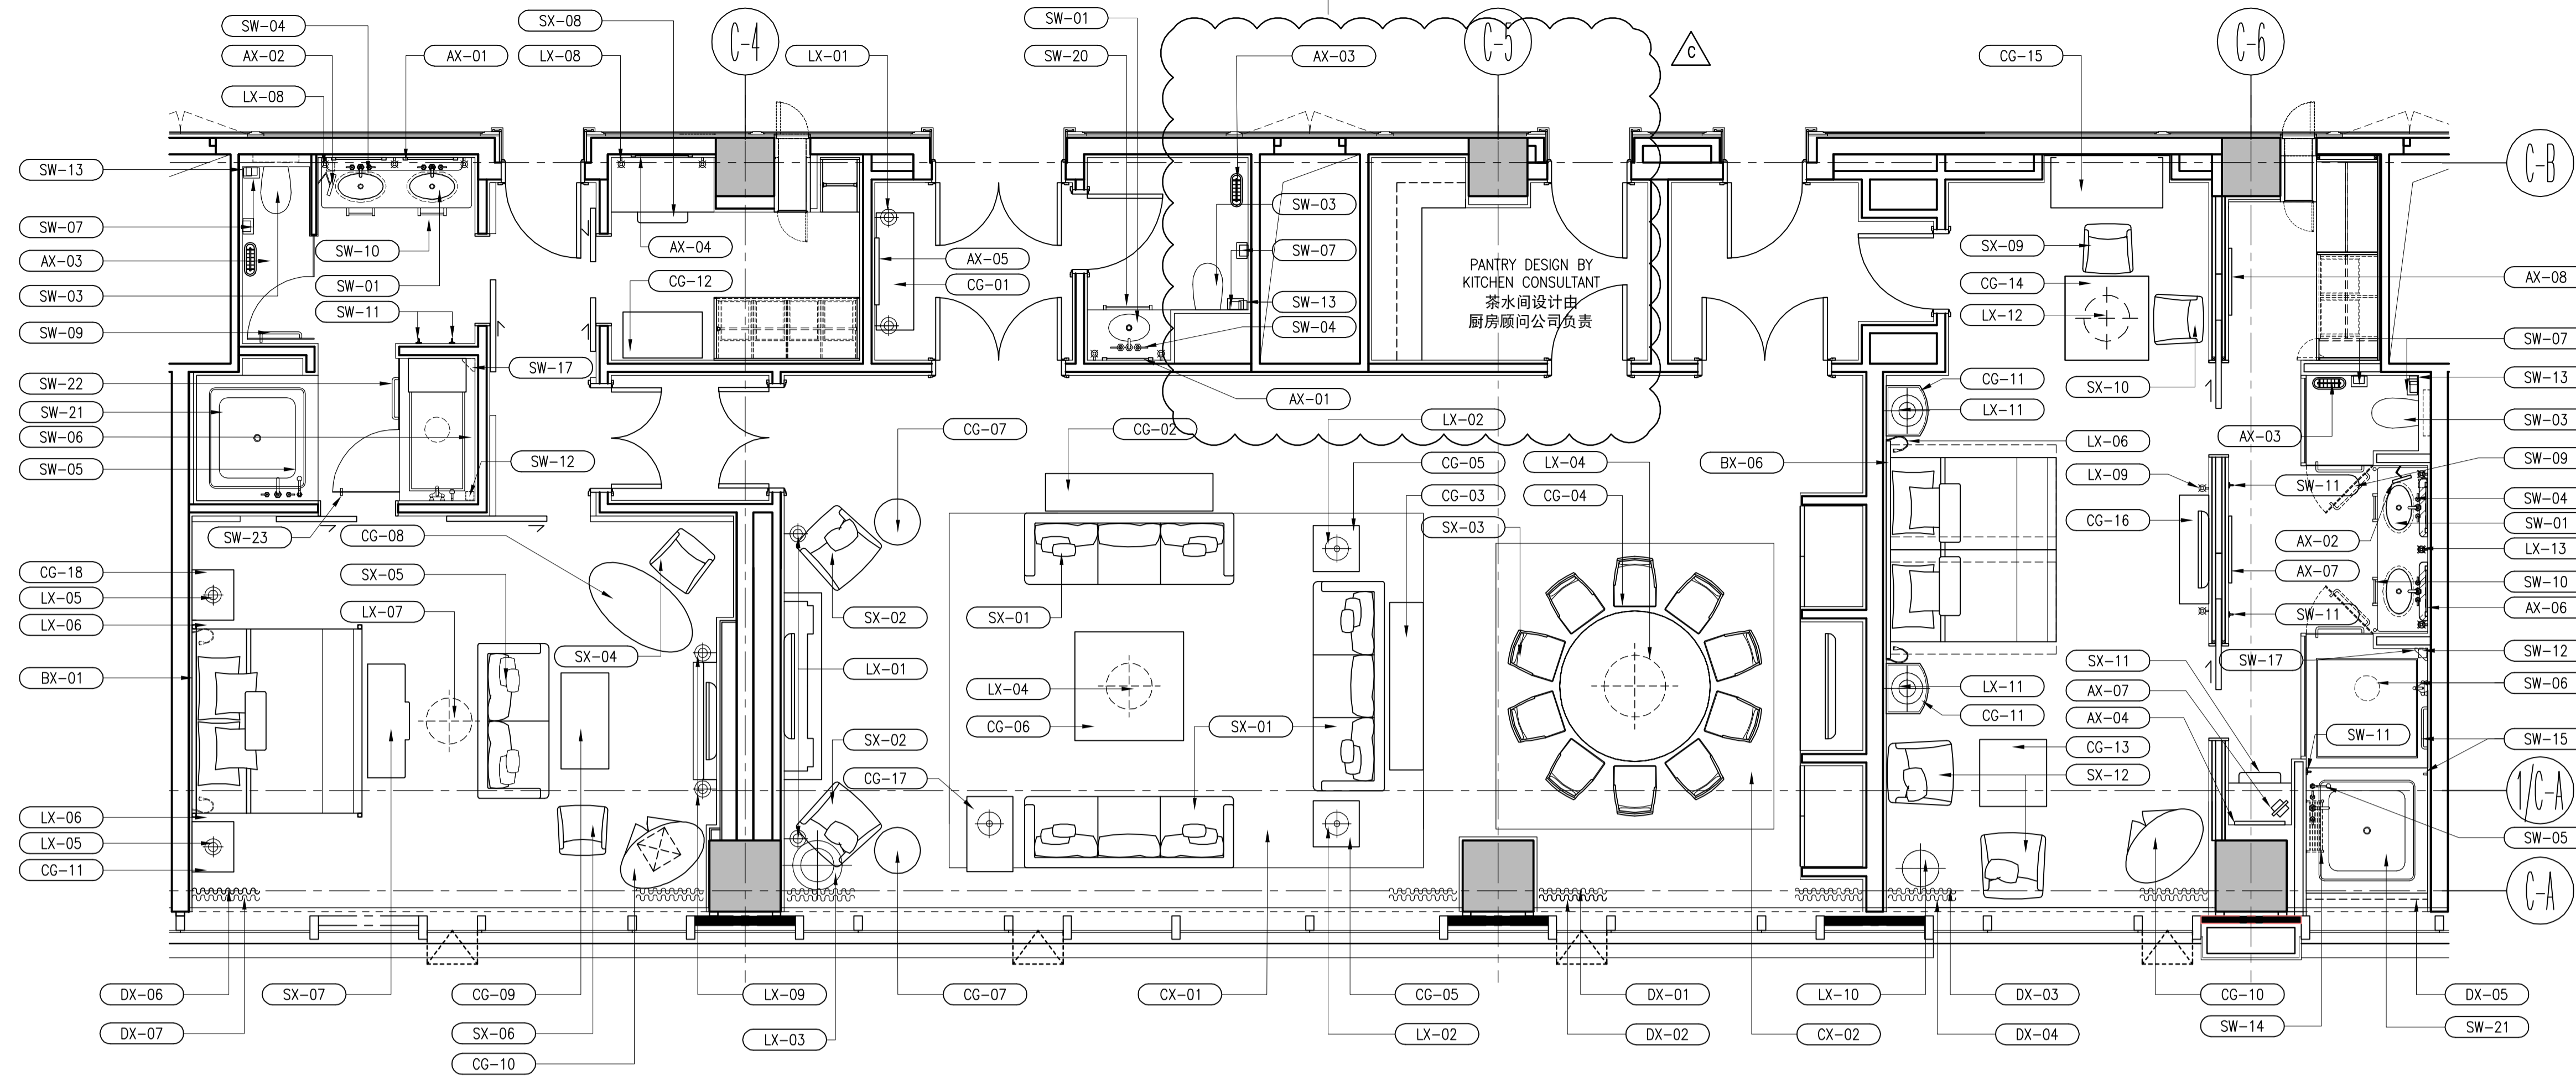 SW-04
SX-08
SW-01
C-4
C-5
C-6
AX-02
AX-01
LX-08
LX-01
SW-20
AX-03
C
CG-15
LX-08
SW-13
C-B
SW-07
SW-10
AX-04
SW-03
SX-09
AX-03
AX-05
SW-07
PANTRY DESIGN BY
KITCHEN CONSULTANT
茶水间设计由
厨房顾问公司负责
AX-08
SW-01
CG-12
CG-01
CG-14
SW-03
SW-11
SW-13
LX-12
SW-09
SW-04
SW-07
SW-22
SW-17
CG-11
SX-10
SW-13
SW-21
AX-01
LX-11
SW-03
SW-06
CG-07
CG-02
LX-02
AX-03
LX-06
SW-05
SW-12
CG-05
LX-04
BX-06
LX-09
SW-09
CG-03
CG-04
SW-11
SW-04
SW-23
CG-08
SX-03
CG-16
SW-01
AX-02
LX-13
CG-18
SX-05
AX-07
SW-10
LX-05
LX-07
SX-01
SX-02
SW-11
AX-06
LX-06
SX-04
LX-01
SX-11
SW-17
SW-12
BX-01
LX-04
LX-11
AX-07
SW-06
CG-06
SX-01
CG-11
AX-04
SX-02
CG-13
SW-11
SW-15
CG-17
SX-12
1/C-A
LX-06
LX-05
SW-05
CG-11
C-A
DX-06
SX-07
CG-09
LX-09
CG-07
CX-01
CG-05
DX-01
LX-10
DX-03
CG-10
DX-05
DX-07
SX-06
LX-03
LX-02
DX-02
CX-02
DX-04
SW-14
SW-21
CG-10